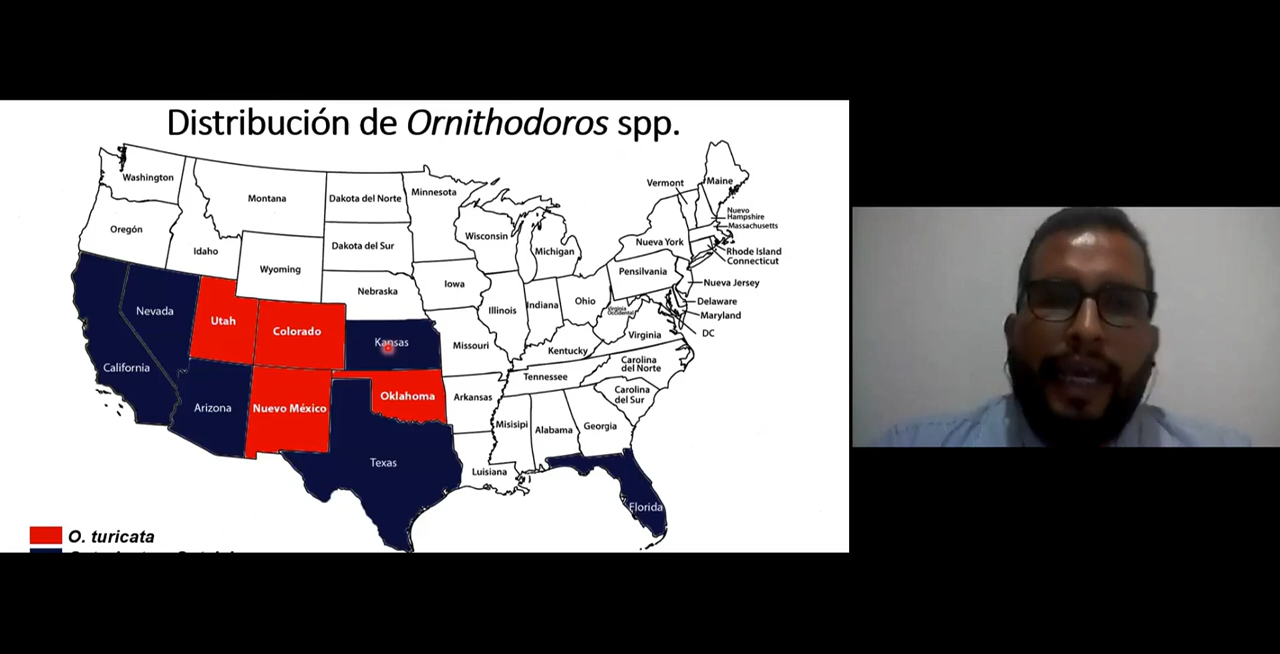 Distribución de Ornithodoros spp.
Washington
Montana
Dakota del Norte
Minnesota
Vermont
Maine
Oregón
Idaho
Wyoming
Dakota del Sur
Wisconsin
Michigan
Nueva York
Nuevo
Hampshire
Massachusetts
Rhode Island
Connecticut
Nebraska
Iowa
Illinois
Indiana
Ohio
Pensilvania
Nueva Jersey
Delaware
Maryland
DC
Nevada
Utah
Colorado
Kansas
Missouri
Kentucky
Virginia
Occidental
Virginia
California
Arizona
Nuevo México
Oklahoma
Arkansas
Tennessee
Carolina
del Norte
Carolina
del Sur
Misisipi
Alabama
Georgia
Texas
Luisiana
Florida
O. turicata